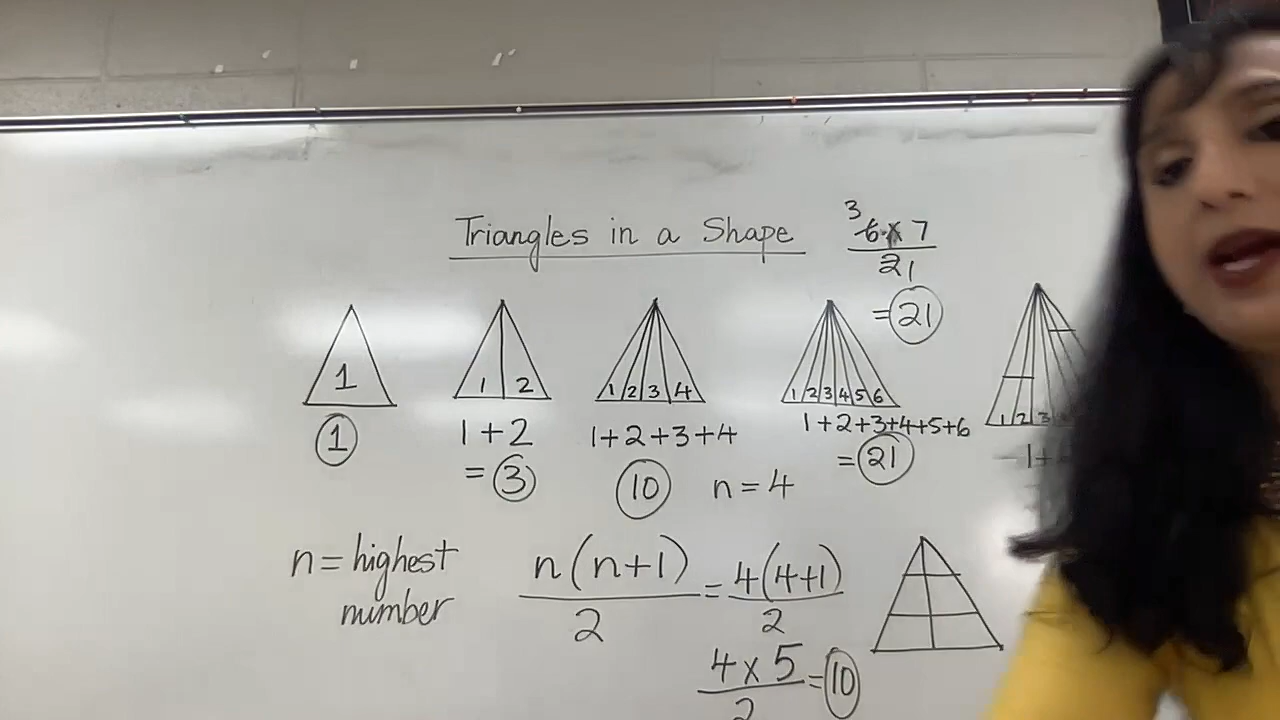 Triangles in a Shape
3
6 x 7
21
= 21
1
1 2
1 2 3 4
1 2 3 4 5 6
1 2 3
1
1+2
1+2+3+4
1+2+3+4+5+6
= 3
10
n = 4
= 21
n = highest
number
n(n+1) = 4(4+1)
2 2
4 x 5 = 10
2